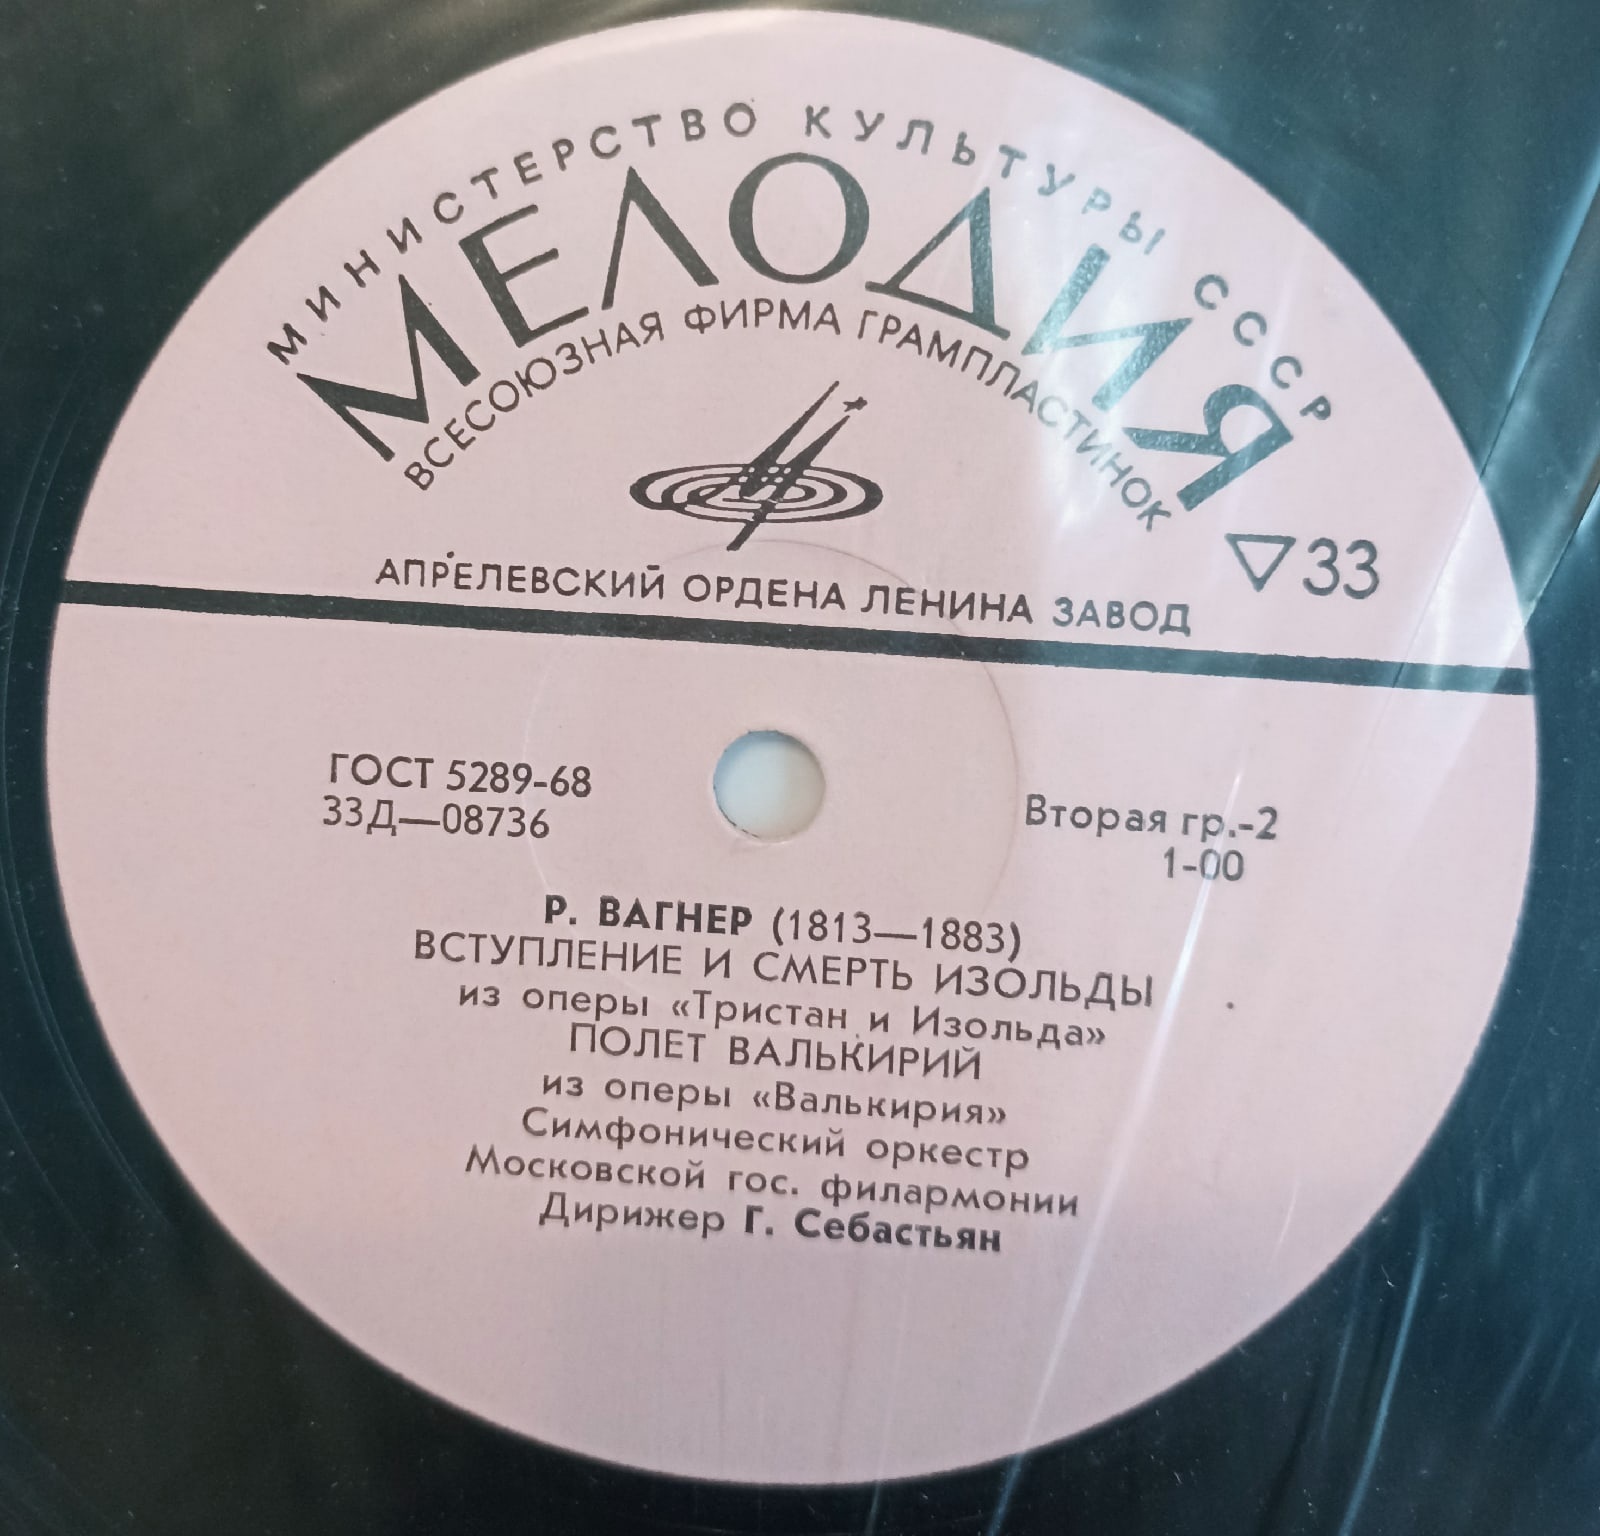 МИНИСТЕРСТВО КУЛЬТУРЫ СССР
МЕЛОДИЯ
ВСЕСОЮЗНАЯ ФИРМА ГРАМПЛАСТИНОК
▽33
АПРЕЛЕВСКИЙ ОРДЕНА ЛЕНИНА ЗАВОД
ГОСТ 5289-68
33Д—08736
Вторая гр.-2
1-00
Р. ВАГНЕР (1813—1883)
ВСТУПЛЕНИЕ И СМЕРТЬ ИЗОЛЬДЫ
из оперы «Тристан и Изольда»
ПОЛЕТ ВАЛЬКИРИЙ
из оперы «Валькирия»
Симфонический оркестр
Московской гос. филармонии
Дирижер Г. Себастьян